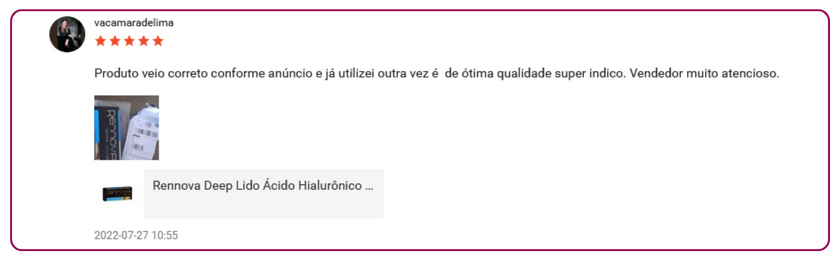 vacamaradelima
Produto veio correto conforme anúncio e já utilizei outra vez é  de ótima qualidade super indico. Vendedor muito atencioso.
RENNOVA
Rennova Deep Lido Ácido Hialurônico ...
2022-07-27 10:55